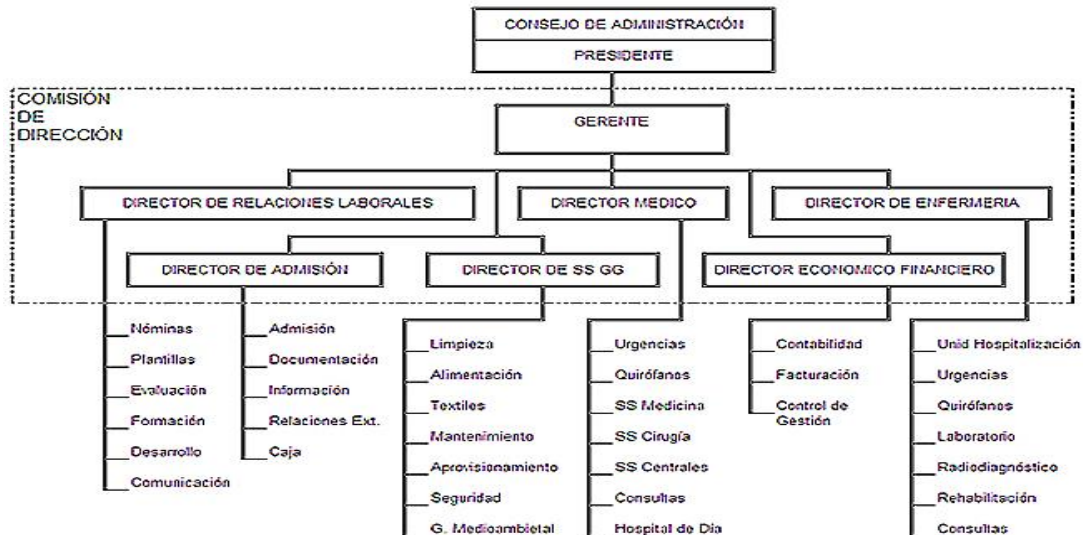 CONSEJO DE ADMINISTRACIÓN
PRESIDENTE
COMISIÓN
DE
DIRECCIÓN
GERENTE
DIRECTOR DE RELACIONES LABORALES
DIRECTOR MEDICO
DIRECTOR DE ENFERMERIA
DIRECTOR DE ADMISIÓN
DIRECTOR DE SS GG
DIRECTOR ECONOMICO FINANCIERO
Nóminas
Plantillas
Evaluación
Formación
Desarrollo
Comunicación
Admisión
Documentación
Información
Relaciones Ext.
Caja
Limpieza
Alimentación
Textiles
Mantenimiento
Aprovisionamiento
Seguridad
G. Medioambietal
Urgencias
Quirófanos
SS Medicina
SS Cirugía
SS Centrales
Consultas
Hospital de Día
Contabilidad
Facturación
Control de
Gestión
Unid Hospitalización
Urgencias
Quirófanos
Laboratorio
Radiodiagnóstico
Rehabilitación
Consultas